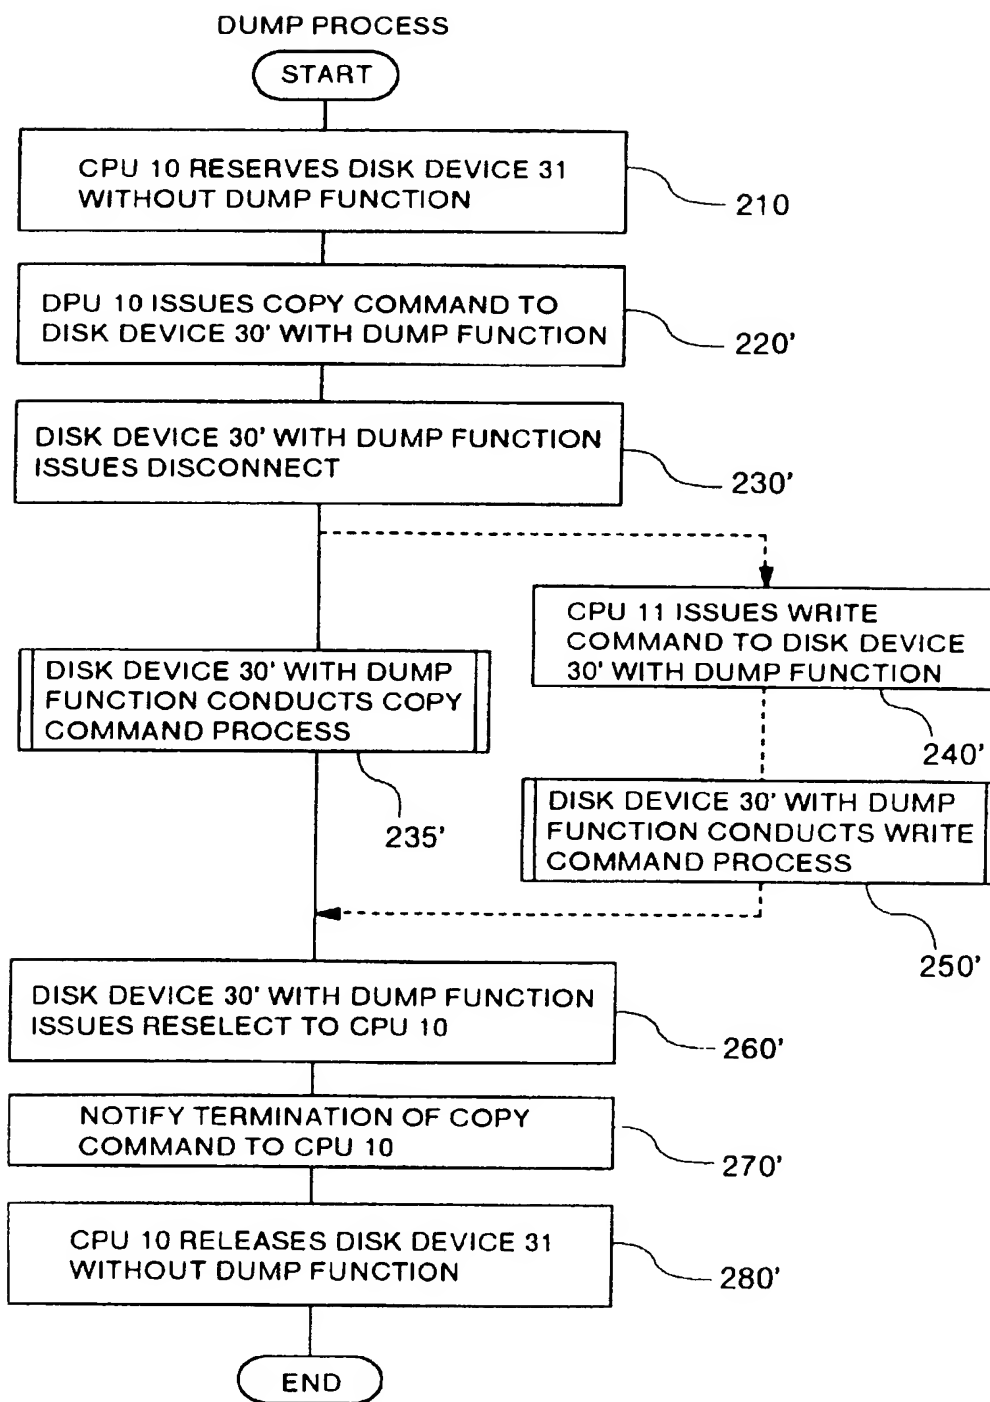 DUMP PROCESS
START
CPU 10 RESERVES DISK DEVICE 31
WITHOUT DUMP FUNCTION
210
DPU 10 ISSUES COPY COMMAND TO
DISK DEVICE 30' WITH DUMP FUNCTION
220'
DISK DEVICE 30' WITH DUMP FUNCTION
ISSUES DISCONNECT
230'
CPU 11 ISSUES WRITE
COMMAND TO DISK DEVICE
30' WITH DUMP FUNCTION
240'
DISK DEVICE 30' WITH DUMP
FUNCTION CONDUCTS COPY
COMMAND PROCESS
235'
DISK DEVICE 30' WITH DUMP
FUNCTION CONDUCTS WRITE
COMMAND PROCESS
250'
DISK DEVICE 30' WITH DUMP FUNCTION
ISSUES RESELECT TO CPU 10
260'
NOTIFY TERMINATION OF COPY
COMMAND TO CPU 10
270'
CPU 10 RELEASES DISK DEVICE 31
WITHOUT DUMP FUNCTION
280'
END